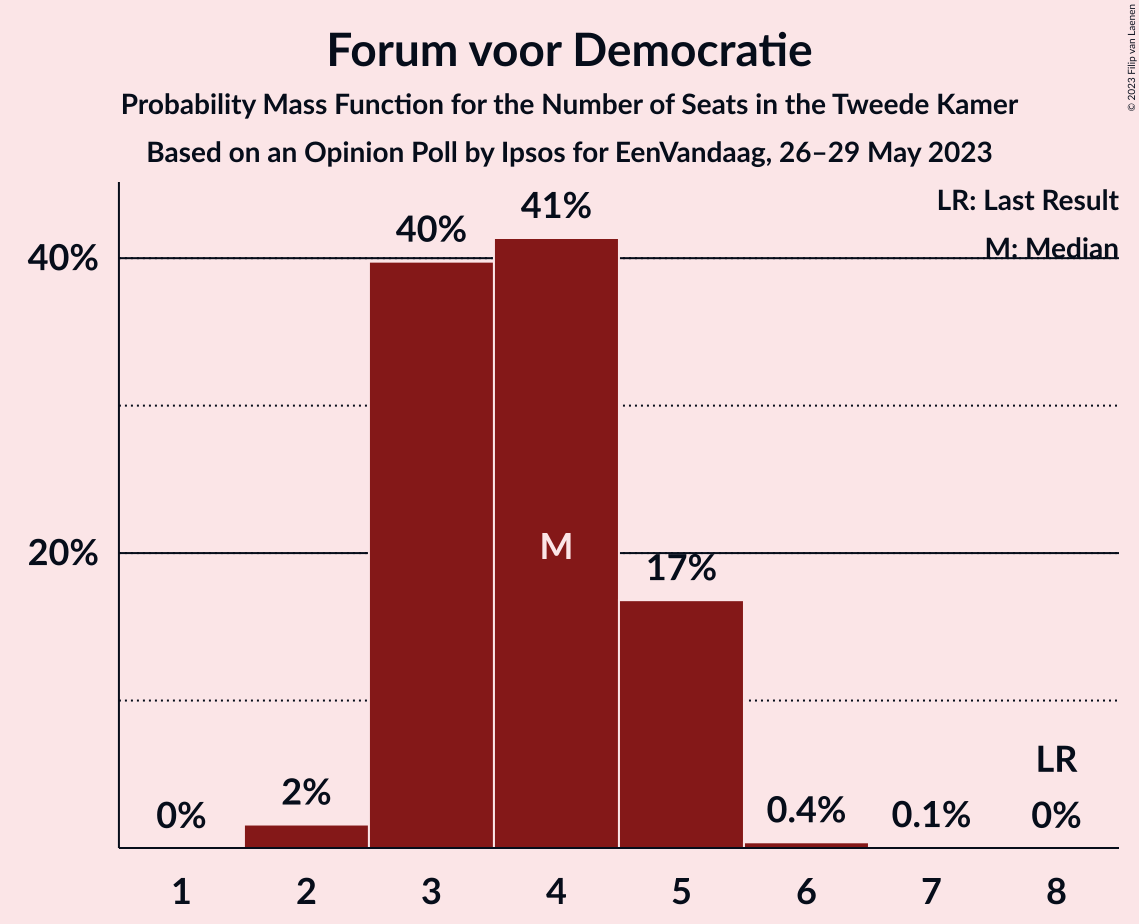 Forum voor Democratie
Probability Mass Function for the Number of Seats in the Tweede Kamer
Based on an Opinion Poll by Ipsos for EenVandaag, 26–29 May 2023
© 2023 Filip van Laenen
LR: Last Result
M: Median
40%
20%
0%
2%
40%
41%
M
17%
0.4%
0.1%
LR
0%
1 2 3 4 5 6 7 8